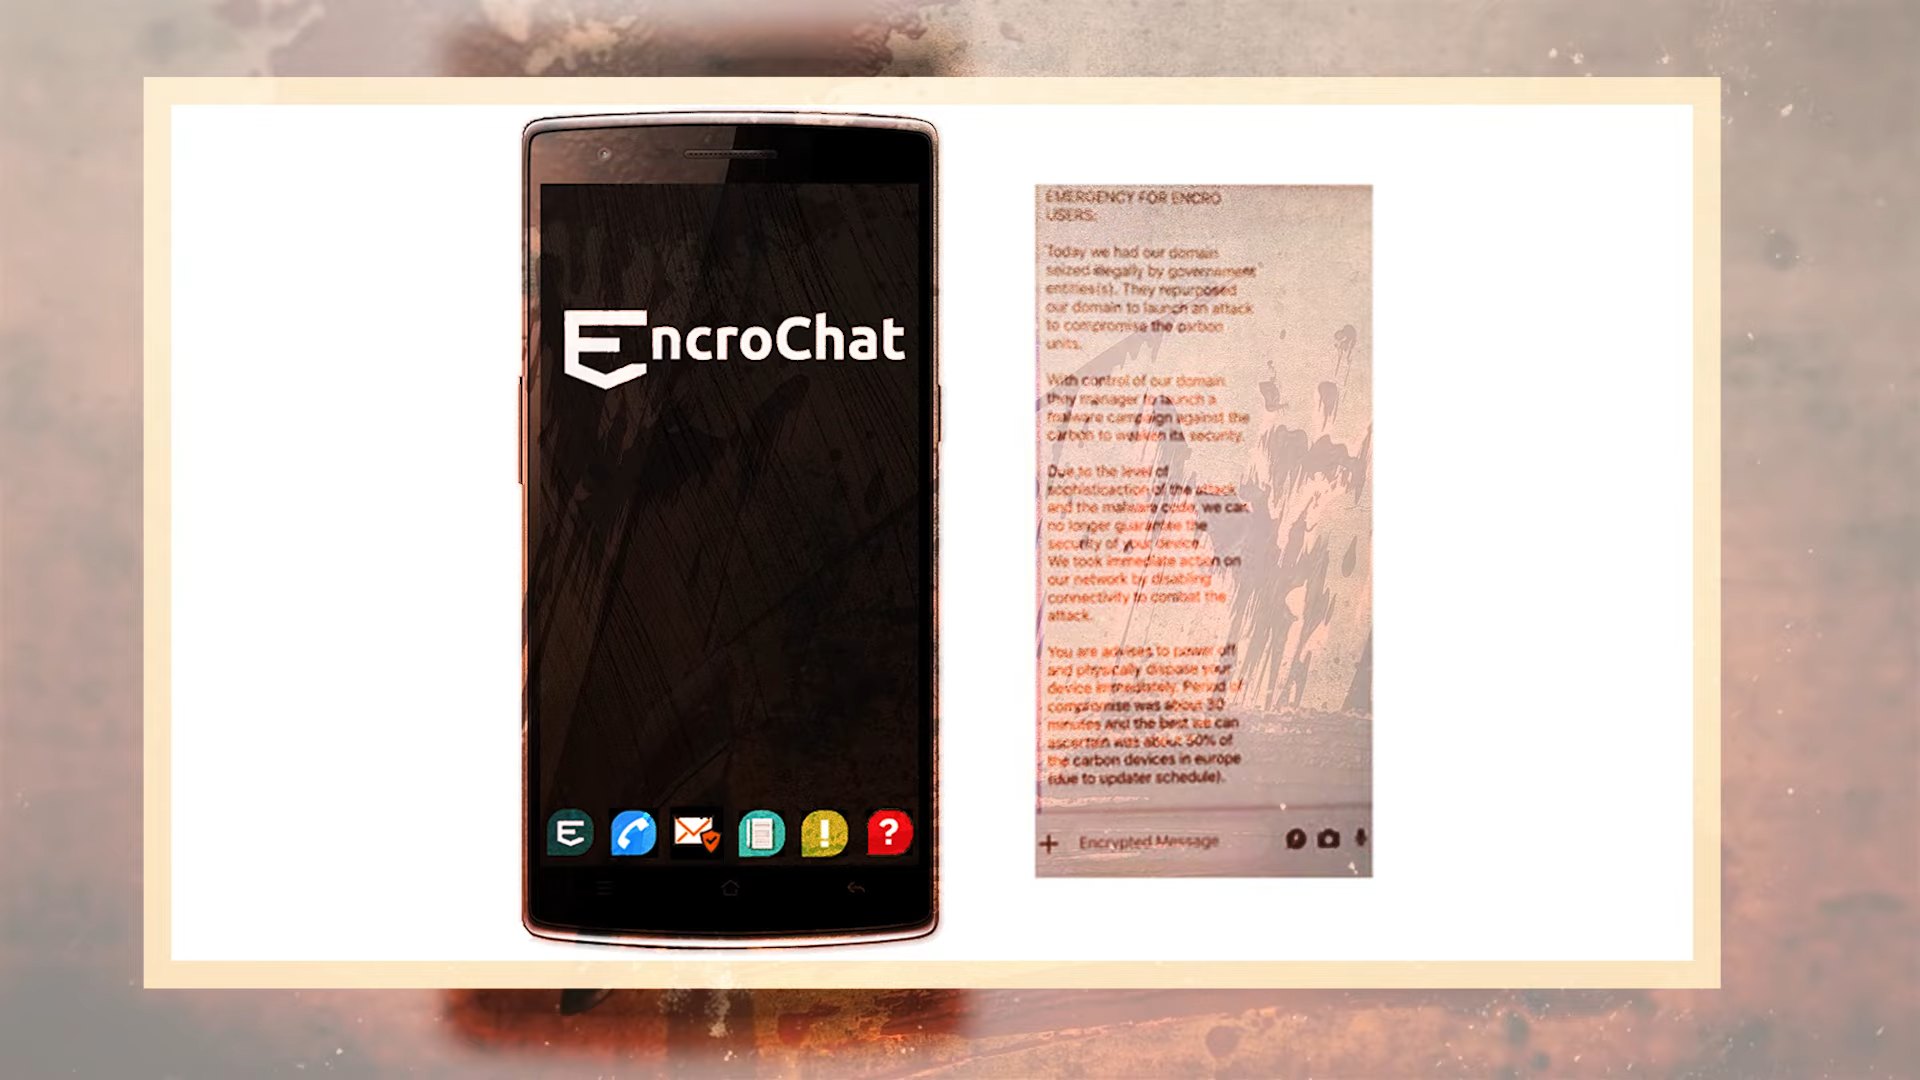 EncroChat
EMERGENCY FOR ENCRO
USERS:
Today we had our domain
seized illegally by government
entities(s). They repurposed
our domain to launch an attack
to compromise the carbon
units.
With control of our domain
they manager to launch a
malware campaign against the
carbon to weaken its security.
Due to the level of
sophisticaction of the attack
and the malware code, we can
no longer guarantee the
security of your device.
We took immediate action on
our network by disabling
connectivity to combat the
attack.
You are advises to power off
and physically dispose your
device immediately. Period of
compromise was about 30
minutes and the best we can
ascertain was about 50% of
the carbon devices in europe
(due to updater schedule).
Encrypted Message